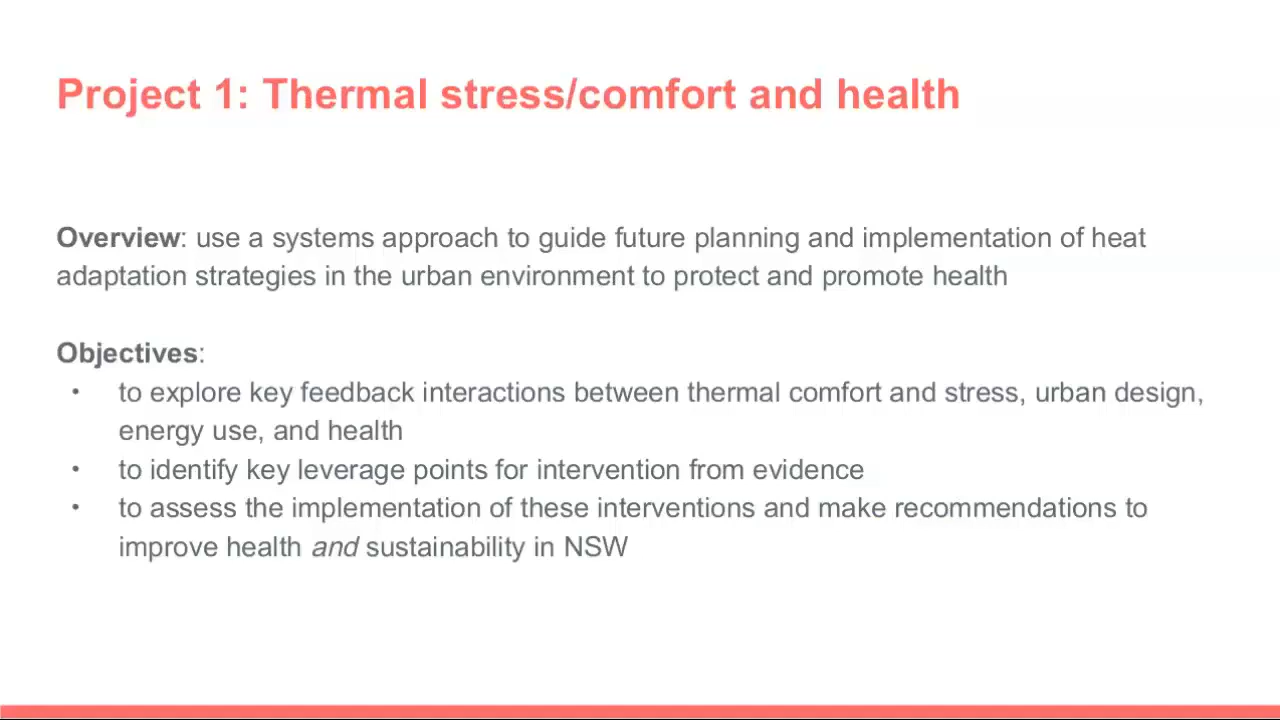 Project 1: Thermal stress/comfort and health
Overview: use a systems approach to guide future planning and implementation of heat
adaptation strategies in the urban environment to protect and promote health
Objectives:
• to explore key feedback interactions between thermal comfort and stress, urban design,
energy use, and health
• to identify key leverage points for intervention from evidence
• to assess the implementation of these interventions and make recommendations to
improve health and sustainability in NSW